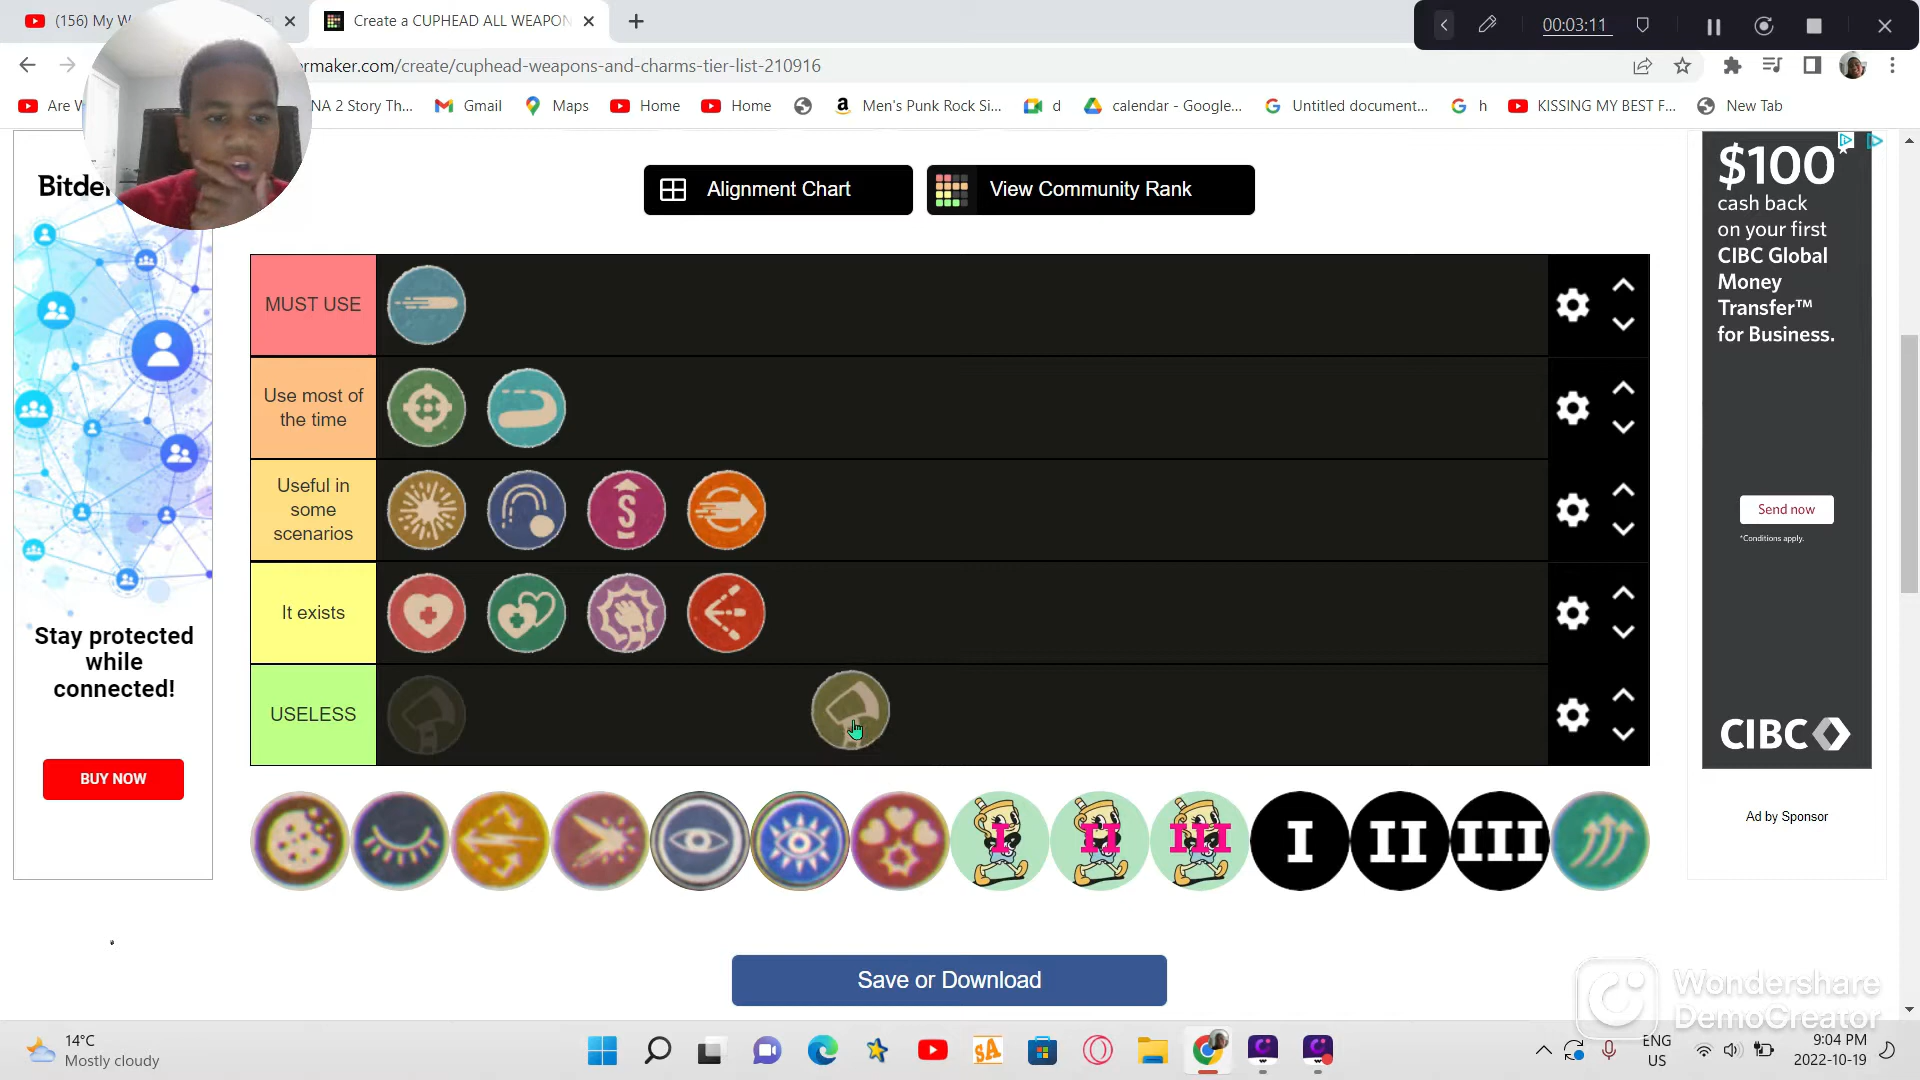 (156) My W
Create a CUPHEAD ALL WEAPON
00:03:11
ermaker.com/create/cuphead-weapons-and-charms-tier-list-210916
Are W
NA 2 Story Th...
Gmail
Maps
Home
Home
Men's Punk Rock Si...
d
calendar - Google...
Untitled document...
h
KISSING MY BEST F...
New Tab
Bitde
Alignment Chart
View Community Rank
$100*
cash back
on your first
CIBC Global
Money
Transfer™
for Business.
Send now
*Conditions apply.
CIBC
Ad by Sponsor
MUST USE
Use most of
the time
Useful in
some
scenarios
S
It exists
USELESS
Stay protected
while
connected!
BUY NOW
I
II
III
I
II
III
Save or Download
Wondershare
DemoCreator
14°C
Mostly cloudy
SA
ENG
US
9:04 PM
2022-10-19